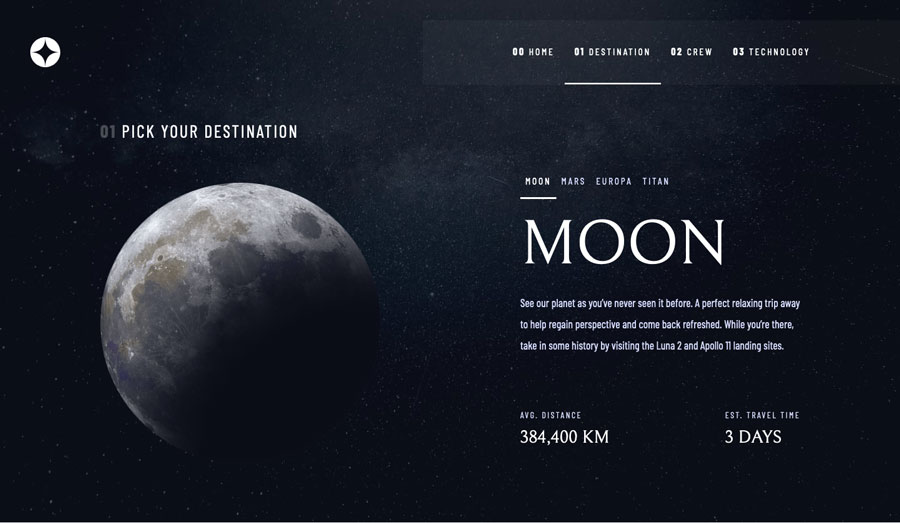 00 HOME 01 DESTINATION 02 CREW 03 TECHNOLOGY
01 PICK YOUR DESTINATION
MOON MARS EUROPA TITAN
MOON
See our planet as you've never seen it before. A perfect relaxing trip away
to help regain perspective and come back refreshed. While you're there,
take in some history by visiting the Luna 2 and Apollo 11 landing sites.
AVG. DISTANCE EST. TRAVEL TIME
384,400 KM 3 DAYS